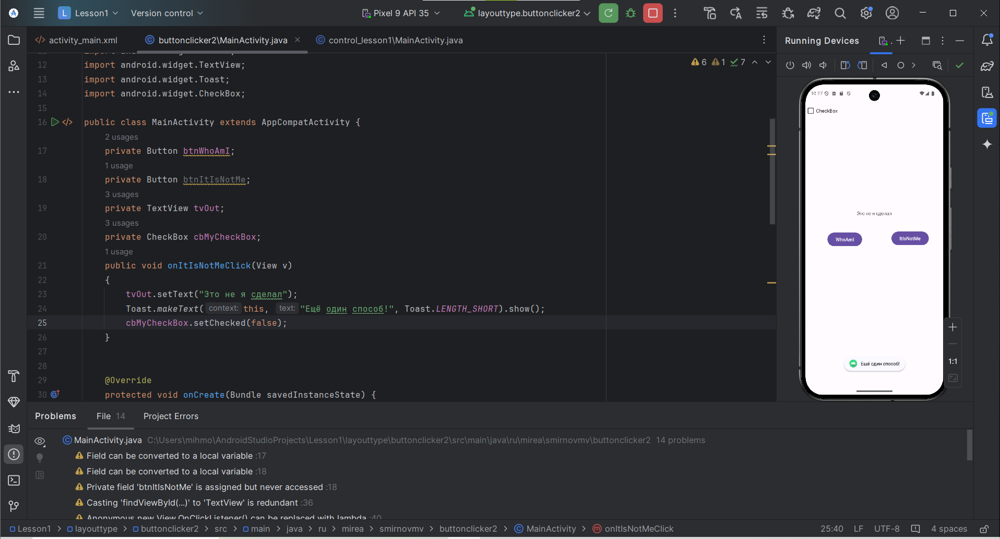 L Lesson1 Version control Pixel 9 API 35 layouttype.buttonclicker2
activity_main.xml buttonclicker2\MainActivity.java control_lesson1\MainActivity.java
Running Devices
6 1 7
12 import android.widget.TextView;
13 import android.widget.Toast;
14 import android.widget.CheckBox;
15
16 public class MainActivity extends AppCompatActivity {
2 usages
17 private Button btnWhoAmI;
1 usage
18 private Button btnItIsNotMe;
3 usages
19 private TextView tvOut;
3 usages
20 private CheckBox cbMyCheckBox;
1 usage
21 public void onItIsNotMeClick(View v)
22 {
23 tvOut.setText("Это не я сделал");
24 Toast.makeText( context: this, text: "Ещё один способ!", Toast.LENGTH_SHORT).show();
25 cbMyCheckBox.setChecked(false);
26 }
27
28
29 @Override
30 protected void onCreate(Bundle savedInstanceState) {
10:27
CheckBox
Это не я сделал
WhoAmI ItIsNotMe
Ещё один способ!
1:1
Problems File 14 Project Errors
MainActivity.java C:\Users\mihmo\AndroidStudioProjects\Lesson1\layouttype\buttonclicker2\src\main\java\ru\mirea\smirnovmv\buttonclicker2 14 problems
Field can be converted to a local variable :17
Field can be converted to a local variable :18
Private field 'btnItIsNotMe' is assigned but never accessed :18
Casting 'findViewById(...)' to 'TextView' is redundant :36
Anonymous new View.OnClickListener() can be replaced with lambda :40
Lesson1 > layouttype > buttonclicker2 > src > main > java > ru > mirea > smirnovmv > buttonclicker2 > MainActivity > onItIsNotMeClick
25:40 LF UTF-8 4 spaces